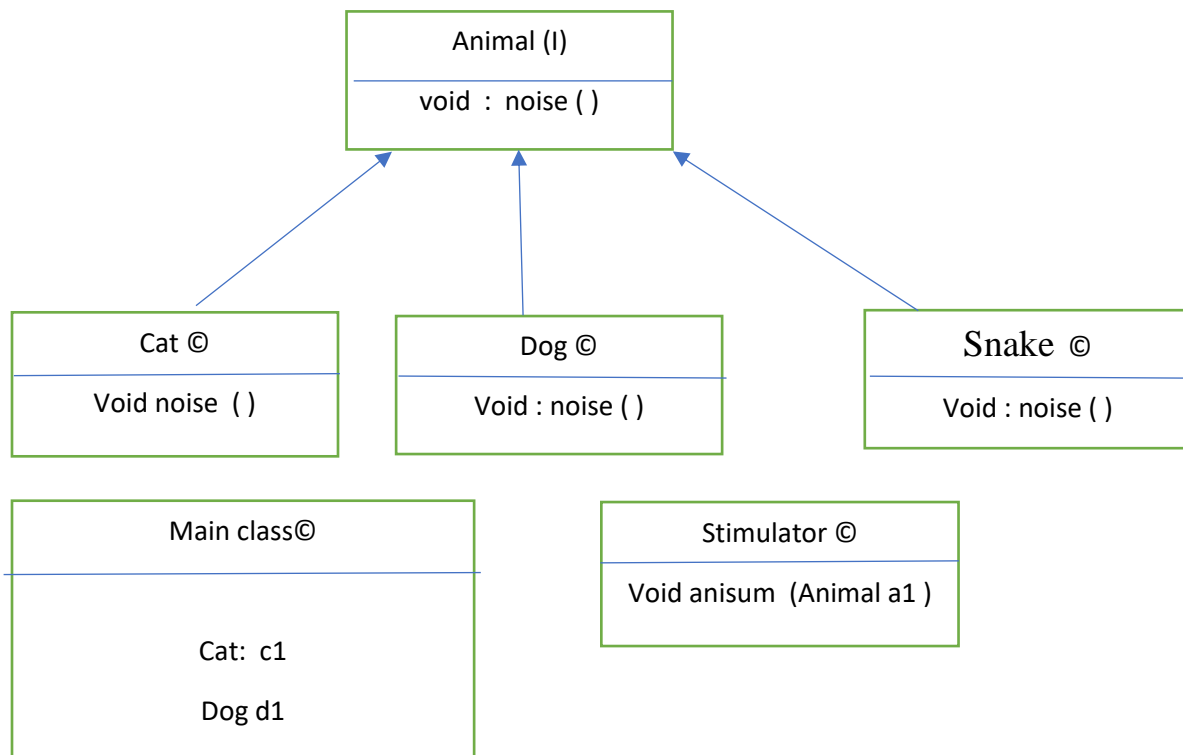 Animal (I)
void : noise ( )
Cat ©
Void noise ( )
Dog ©
Void : noise ( )
Snake ©
Void : noise ( )
Main class©
Cat: c1
Dog d1
Stimulator ©
Void anisum (Animal a1 )